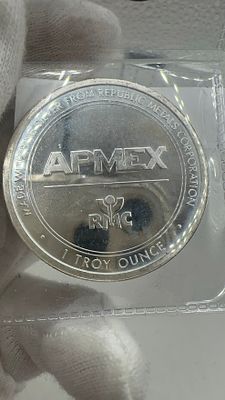 MADE W
R FROM REPUBLIC METALS CORPORATION
APMEX
RMC
· 1 TROY OUNCE ·